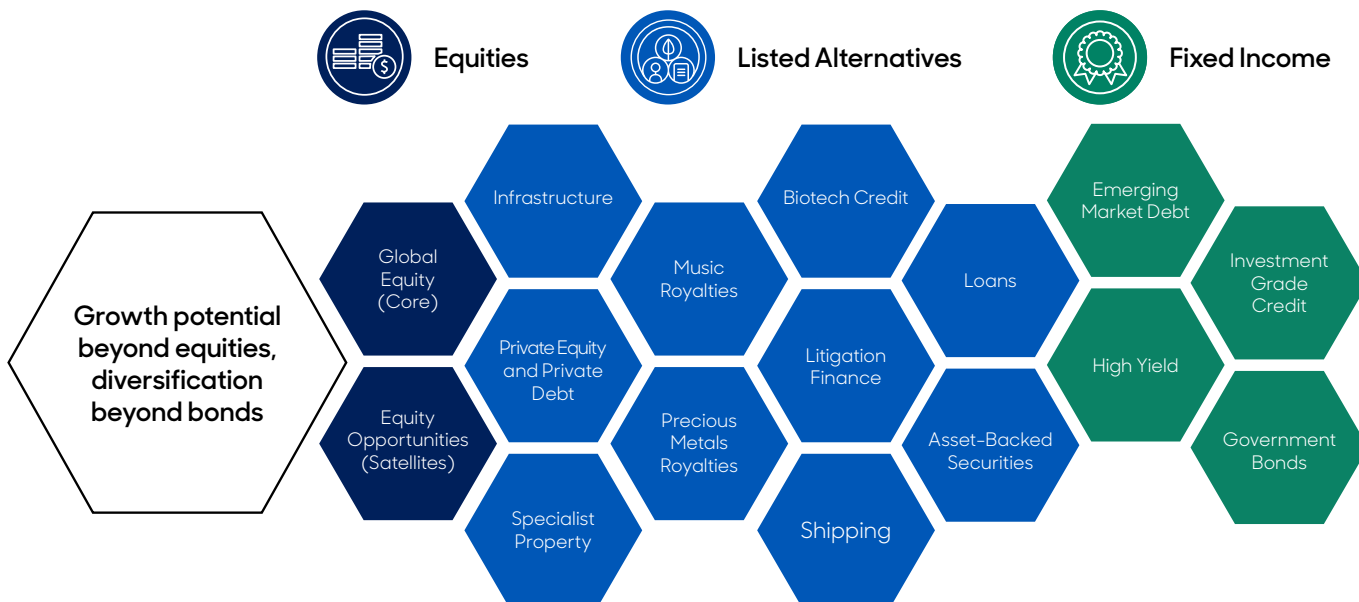 Equities
Listed Alternatives
Fixed Income
$
Growth potential
beyond equities,
diversification
beyond bonds
Global
Equity
(Core)
Equity
Opportunities
(Satellites)
Infrastructure
Private Equity
and Private
Debt
Specialist
Property
Music
Royalties
Precious
Metals
Royalties
Biotech Credit
Litigation
Finance
Shipping
Loans
Asset-Backed
Securities
Emerging
Market Debt
High Yield
Investment
Grade
Credit
Government
Bonds